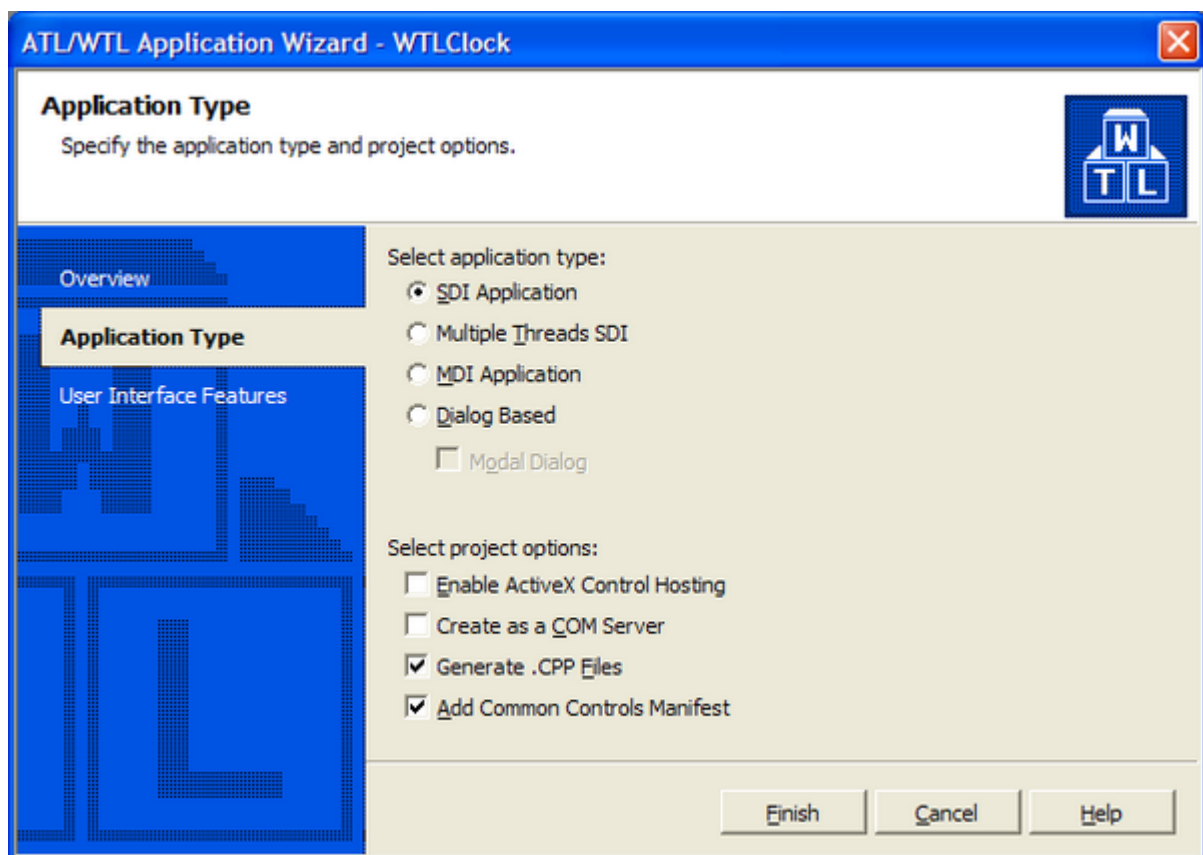 ATL/WTL Application Wizard - WTLClock
Application Type
Specify the application type and project options.
W
TL
Overview
Application Type
User Interface Features
Select application type:
SDI Application
Multiple Threads SDI
MDI Application
Dialog Based
Modal Dialog
Select project options:
Enable ActiveX Control Hosting
Create as a COM Server
Generate .CPP Files
Add Common Controls Manifest
W
L
Finish Cancel Help